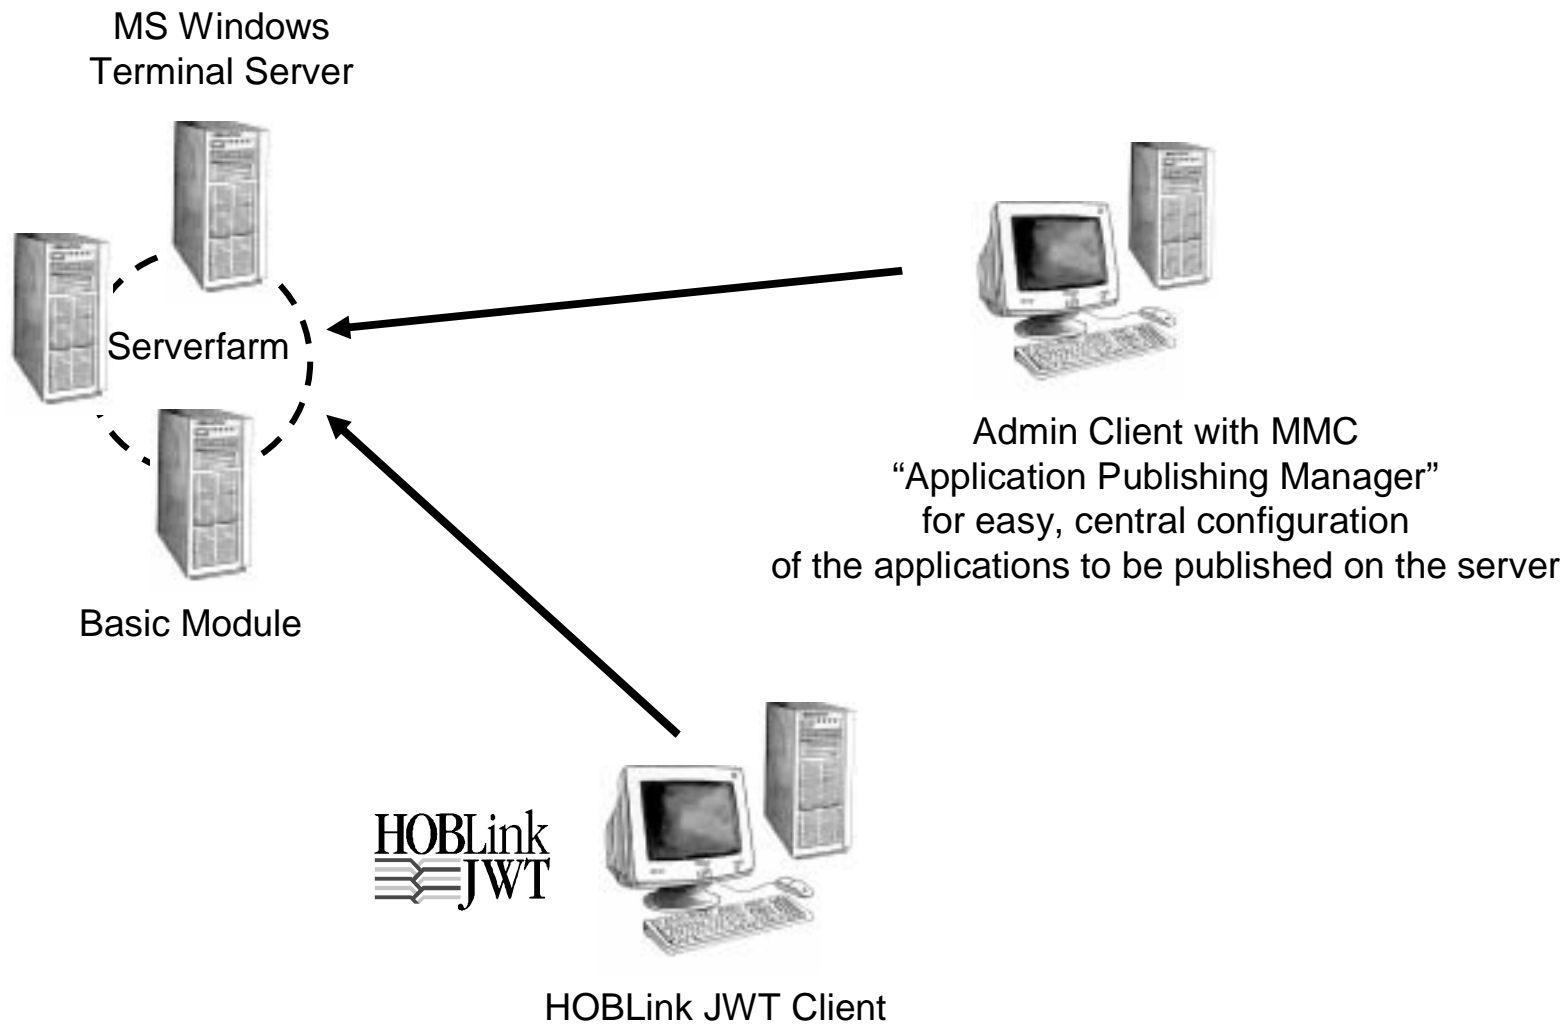 MS Windows
Terminal Server
Serverfarm
Basic Module
Admin Client with MMC
“Application Publishing Manager”
for easy, central configuration
of the applications to be published on the server
HOBLink
JWT
HOBLink JWT Client